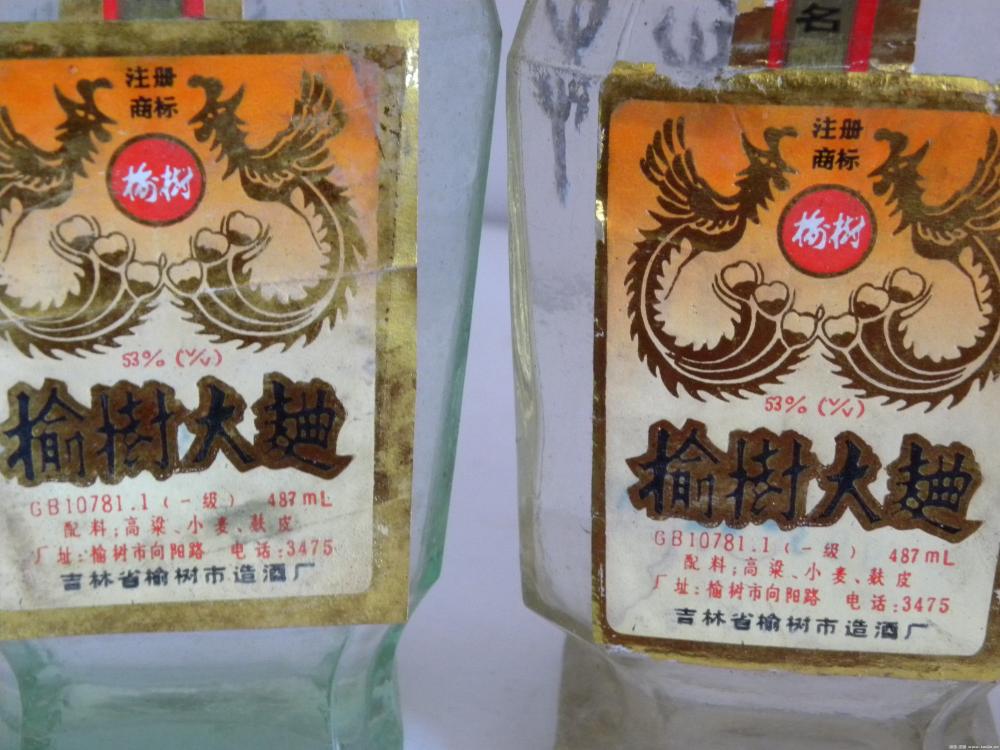 注册
商标
榆樹
53% (V/V)
榆樹大麯
GB10781.1(一级) 487mL
配料;高粱、小麦、麸皮
厂址:榆树市向阳路 电话:3475
吉林省榆树市造酒厂
名
注册
商标
榆樹
53% (V/V)
榆樹大麯
GB10781.1(一级) 487mL
配料;高粱、小麦、麸皮
厂址:榆树市向阳路 电话:3475
吉林省榆树市造酒厂